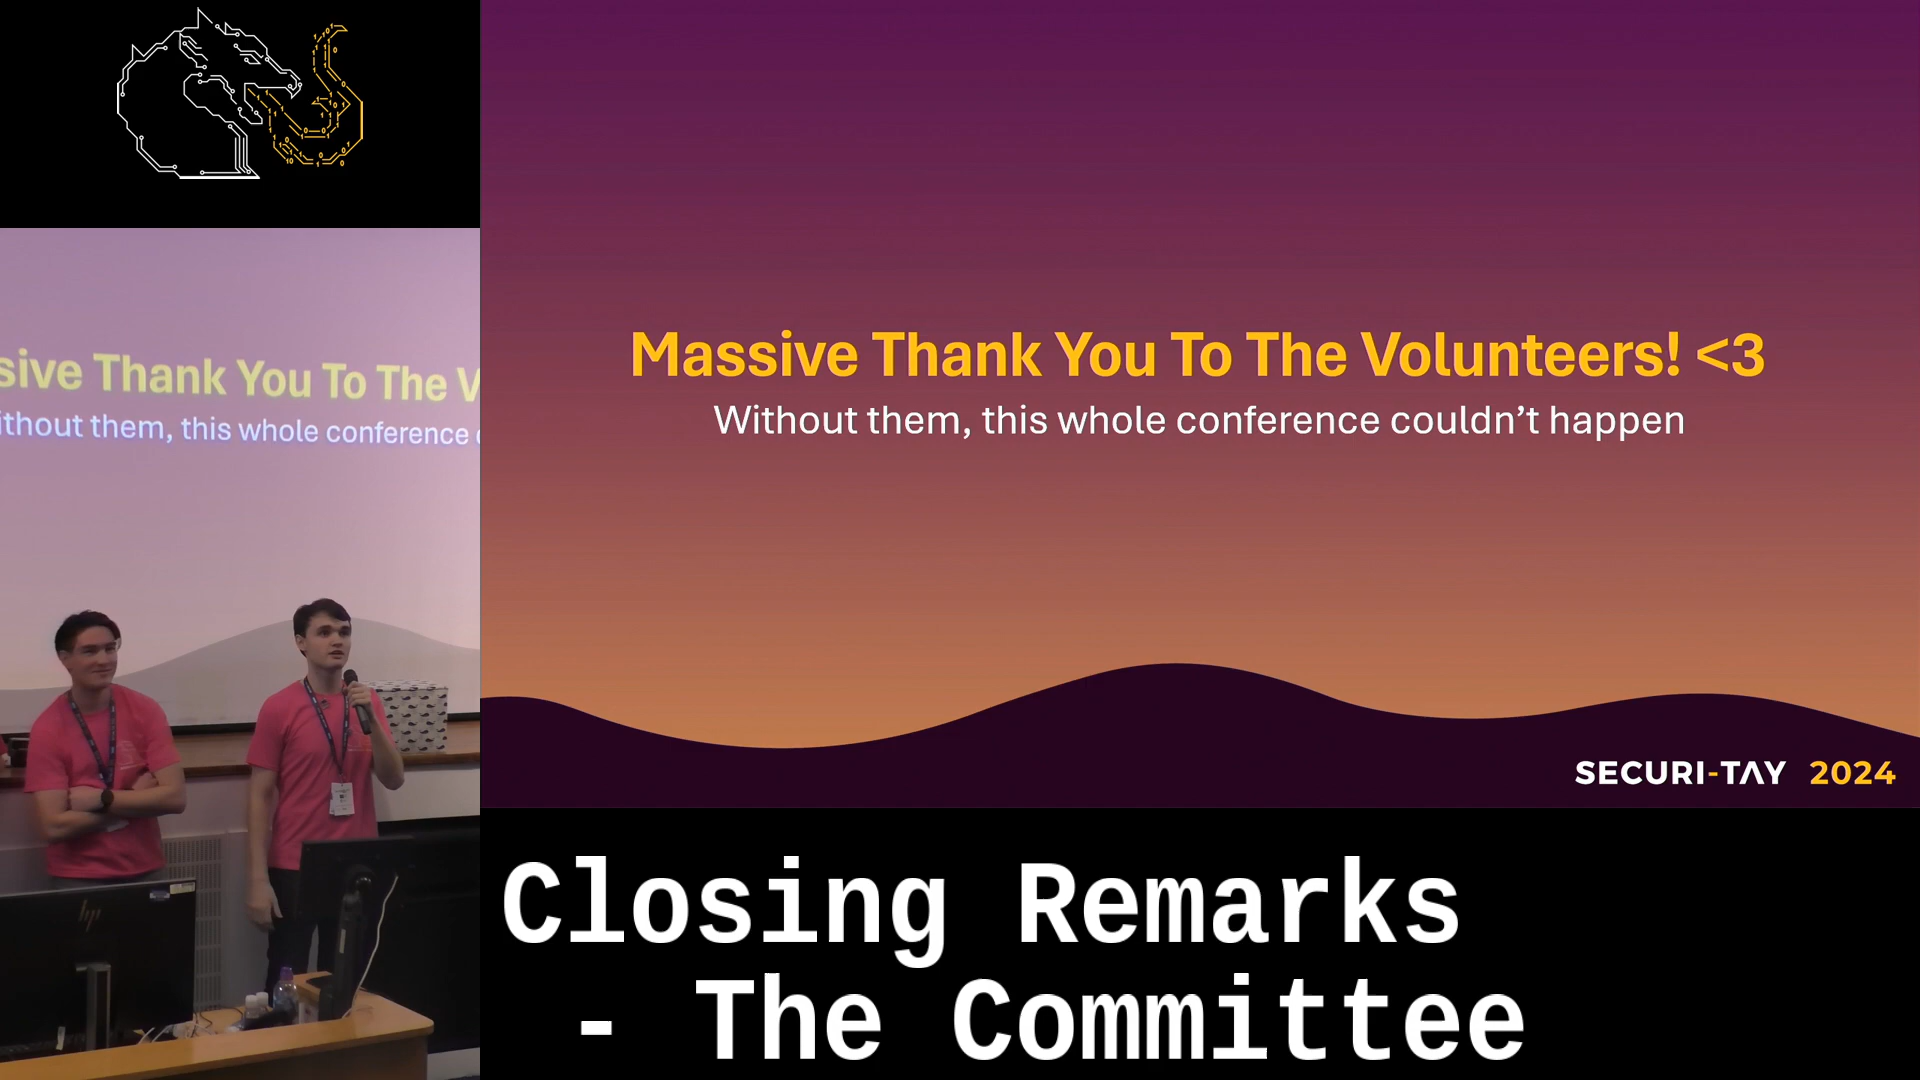 Massive Thank You To The Volunteers! <3
Without them, this whole conference couldn’t happen
SECURI-TAY 2024
sive Thank You To The V
ithout them, this whole conference
hp
Closing Remarks
- The Committee